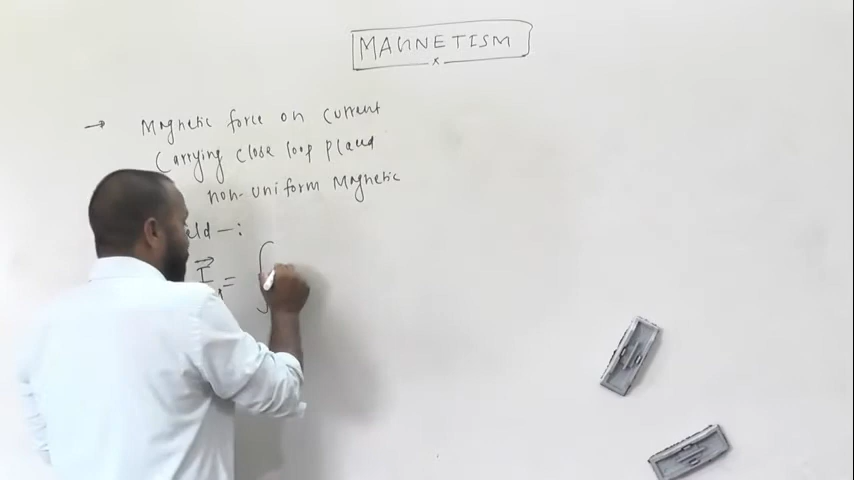 MAGNETISM
x
→ Magnetic force on current
Carrying close loop placed
non-uniform Magnetic
eld -:
= ∫